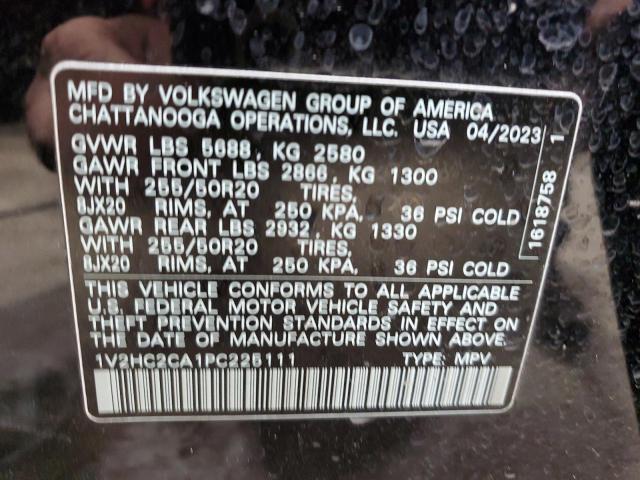 MFD BY VOLKSWAGEN GROUP OF AMERICA
CHATTANOOGA OPERATIONS, LLC. USA 04/2023
GVWR LBS 5688, KG 2580
GAWR FRONT LBS 2866, KG 1300
WITH 255/50R20 TIRES,
8JX20 RIMS, AT 250 KPA, 36 PSI COLD
GAWR REAR LBS 2932, KG 1330
WITH 255/50R20 TIRES,
8JX20 RIMS, AT 250 KPA, 36 PSI COLD
THIS VEHICLE CONFORMS TO ALL APPLICABLE
U.S. FEDERAL MOTOR VEHICLE SAFETY AND
THEFT PREVENTION STANDARDS IN EFFECT ON
THE DATE OF MANUFACTURE SHOWN ABOVE.
1V2HC2CA1PC225111 TYPE: MPV
1618758 1